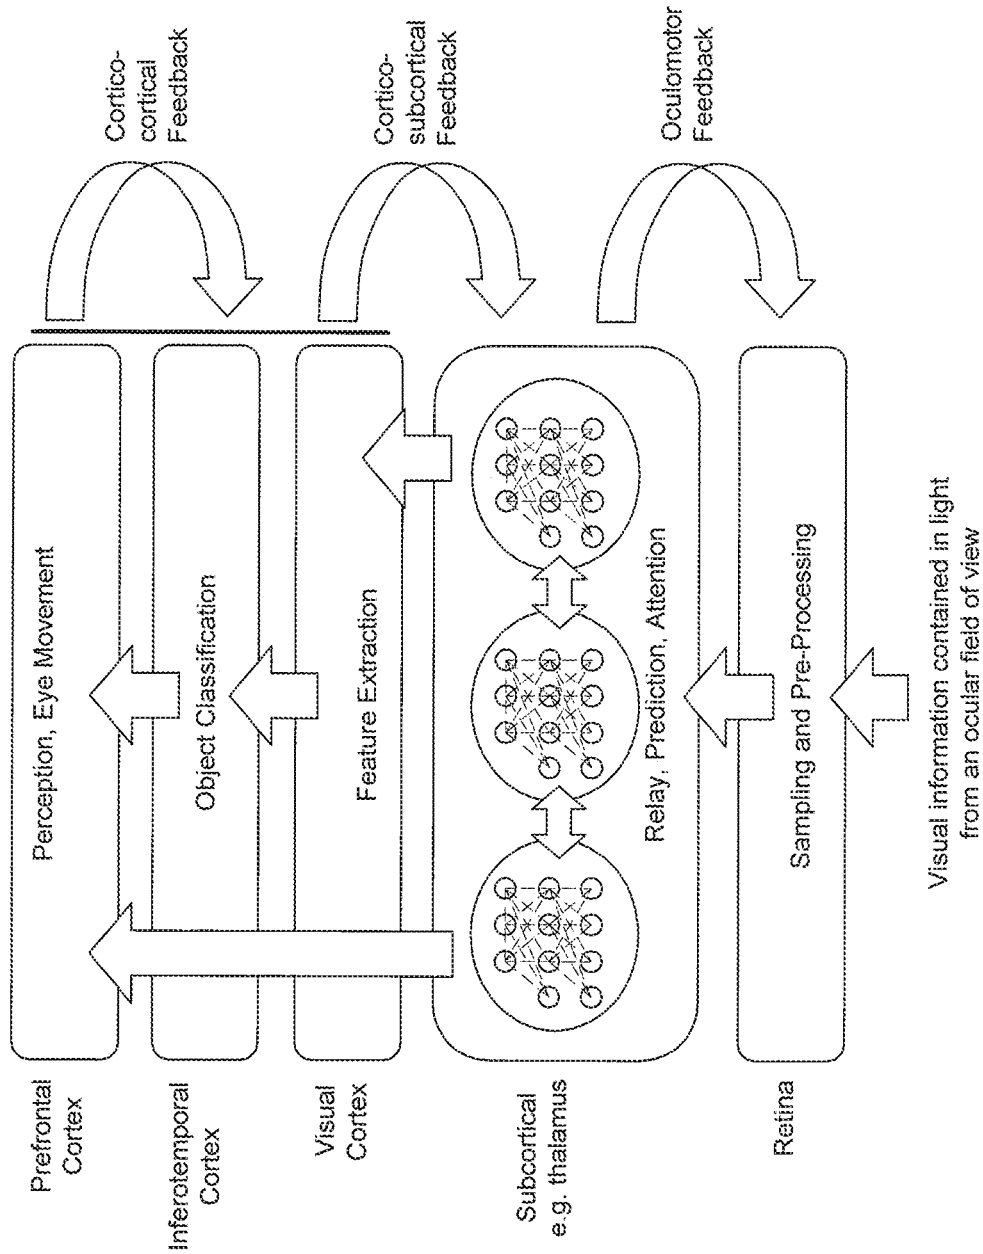 Prefrontal
Cortex
Perception, Eye Movement
Cortico-
cortical
Feedback
Inferotemporal
Cortex
Object Classification
Visual
Cortex
Feature Extraction
Cortico-
subcortical
Feedback
Subcortical
e.g. thalamus
Relay, Prediction, Attention
Oculomotor
Feedback
Retina
Sampling and Pre-Processing
Visual information contained in light
from an ocular field of view